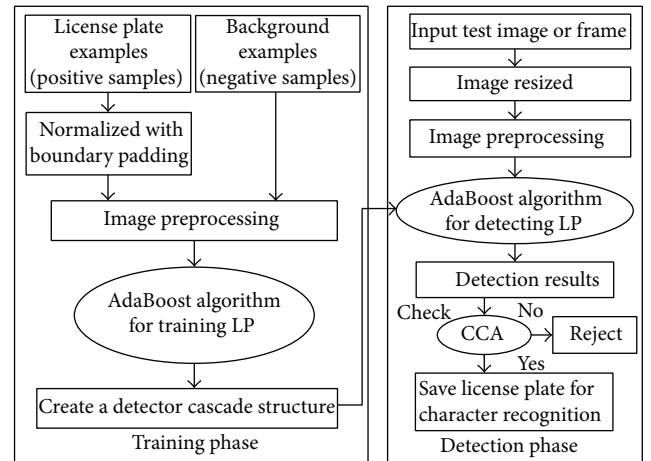 License plate
examples
(positive samples)
Background
examples
(negative samples)
Normalized with
boundary padding
Image preprocessing
AdaBoost algorithm
for training LP
Create a detector cascade structure
Training phase
Input test image or frame
Image resized
Image preprocessing
AdaBoost algorithm
for detecting LP
Detection results
Check
No
CCA
Reject
Yes
Save license plate for
character recognition
Detection phase